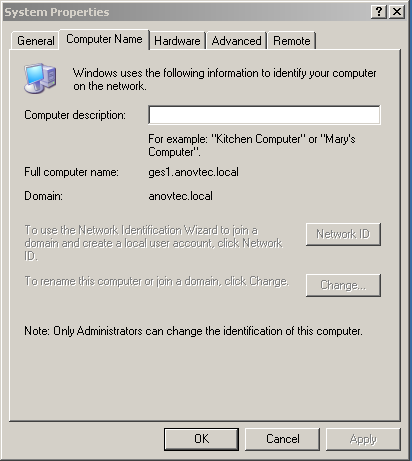 System Properties
General Computer Name Hardware Advanced Remote
Windows uses the following information to identify your computer
on the network.
Computer description:
For example: "Kitchen Computer" or "Mary's
Computer".
Full computer name: ges1.anovtec.local
Domain: anovtec.local
To use the Network Identification Wizard to join a
domain and create a local user account, click Network
ID.
Network ID
To rename this computer or join a domain, click Change.
Change...
Note: Only Administrators can change the identification of this computer.
OK Cancel Apply